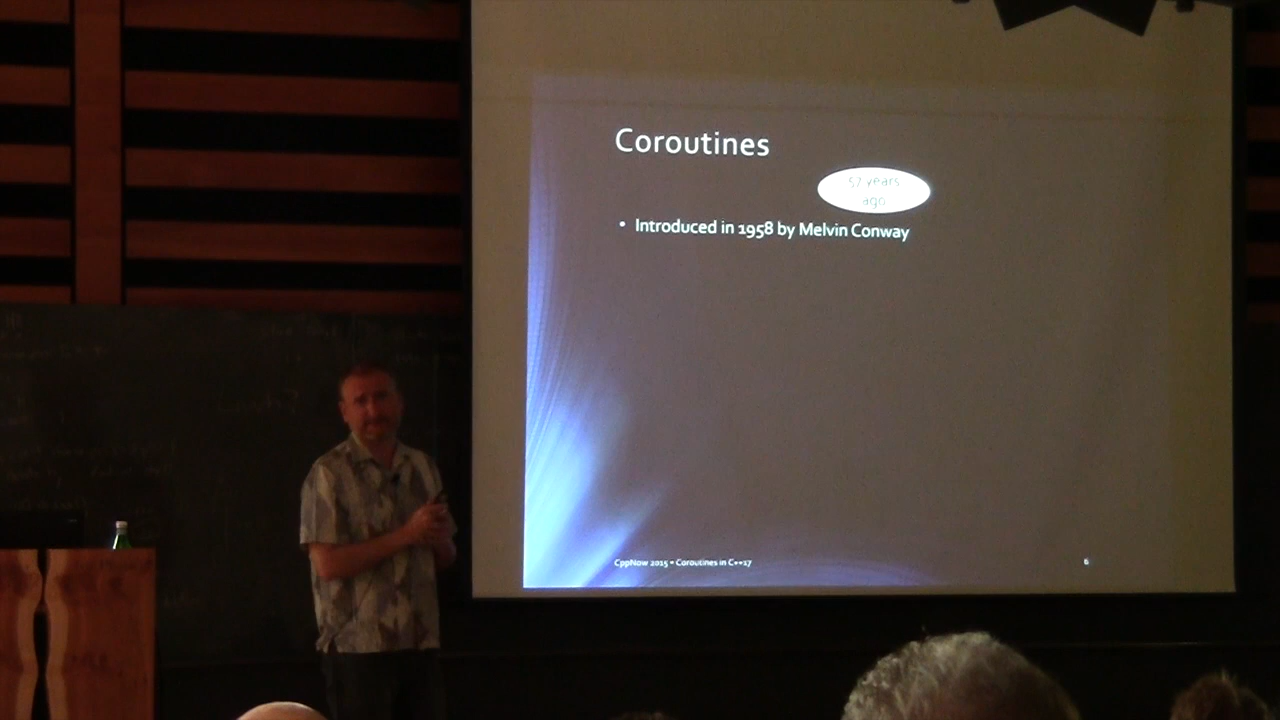 Coroutines
57 years
ago
• Introduced in 1958 by Melvin Conway
CppNow 2015 - Coroutines in C++17
6